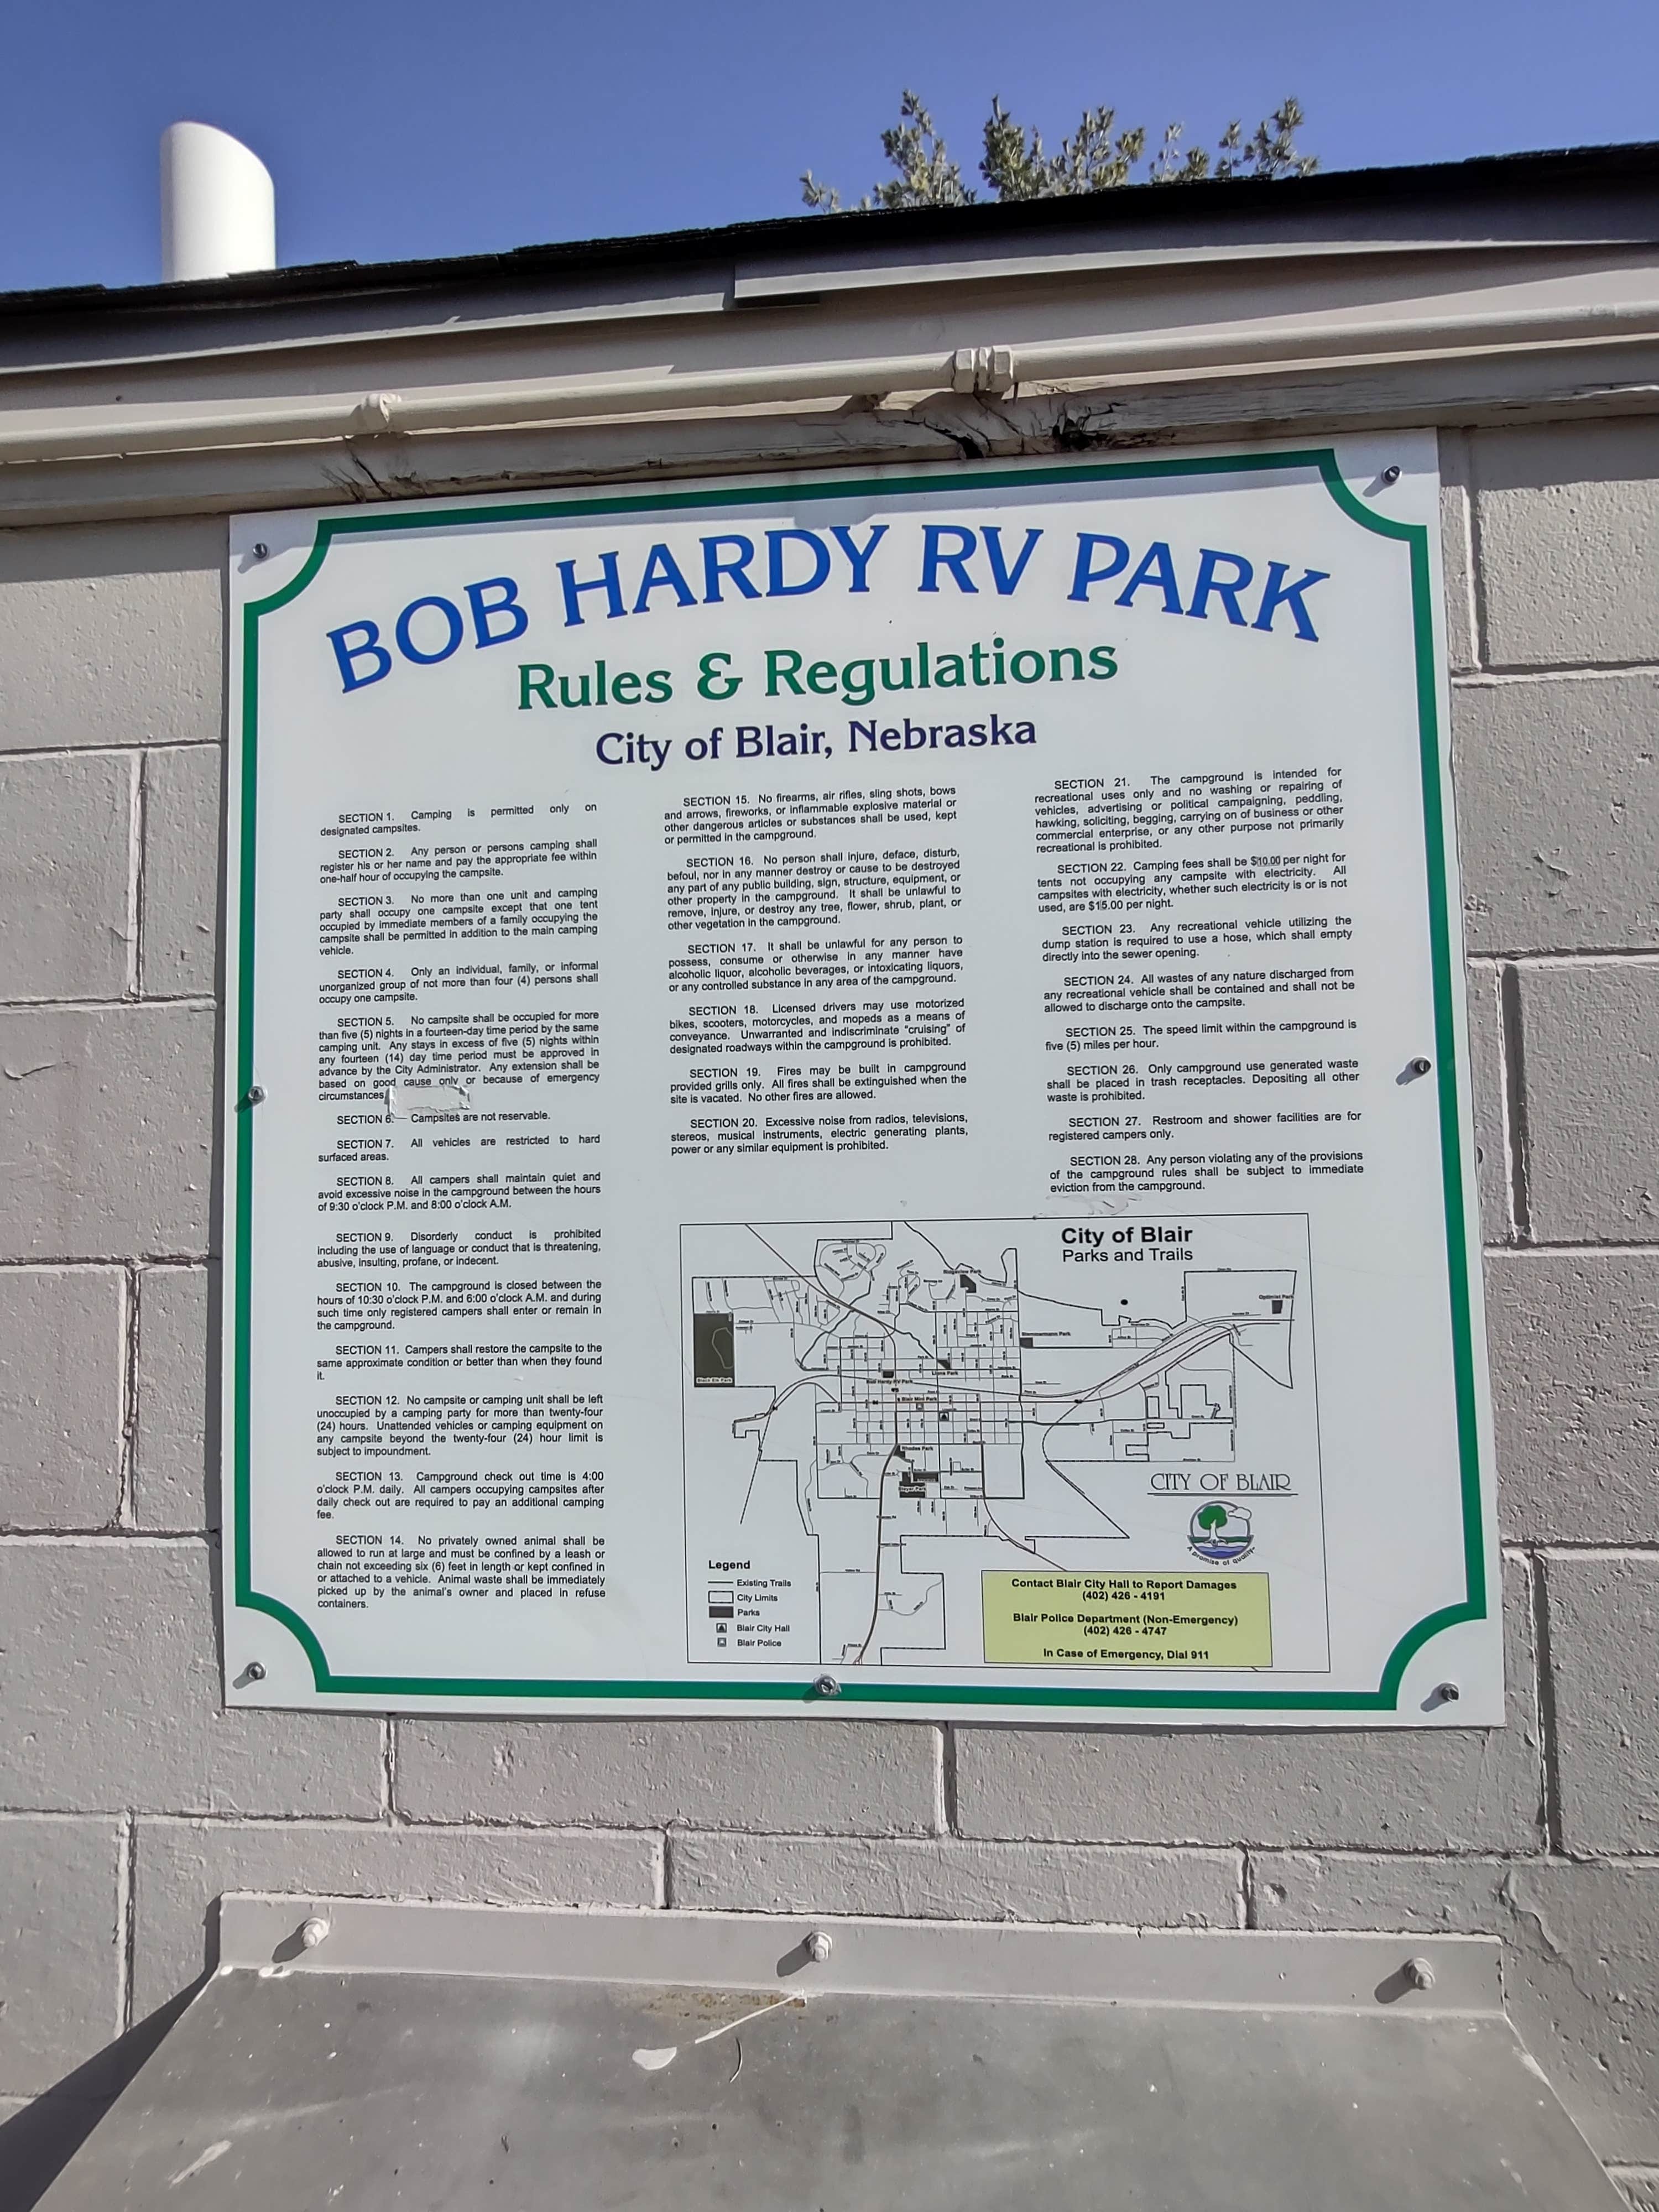 BOB HARDY RV PARK
Rules & Regulations
City of Blair, Nebraska
SECTION 1. Camping is permitted only on
designated campsites.
SECTION 2. Any person or persons camping shall
register his or her name and pay the appropriate fee within
one-half hour of occupying the campsite.
SECTION 3. No more than one unit and camping
party shall occupy one campsite except that one tent
occupied by immediate members of a family occupying the
campsite shall be permitted in addition to the main camping
vehicle.
SECTION 4. Only an individual, family, or informal
unorganized group of not more than four (4) persons shall
occupy one campsite.
SECTION 5. No campsite shall be occupied for more
than five (5) nights in a fourteen-day time period by the same
camping unit. Any stays in excess of five (5) nights within
any fourteen (14) day time period must be approved in
advance by the City Administrator. Any extension shall be
based on good cause only or because of emergency
circumstances
SECTION 6. Campsites are not reservable.
SECTION 7. All vehicles are restricted to hard
surfaced areas.
SECTION 8. All campers shall maintain quiet and
avoid excessive noise in the campground between the hours
of 9:30 o'clock P.M. and 8:00 o'clock A.M.
SECTION 9. Disorderly conduct is prohibited
including the use of language or conduct that is threatening,
abusive, insulting, profane, or indecent.
SECTION 10. The campground is closed between the
hours of 10:30 o'clock P.M. and 6:00 o'clock A.M. and during
such time only registered campers shall enter or remain in
the campground.
SECTION 11. Campers shall restore the campsite to the
same approximate condition or better than when they found
it.
SECTION 12. No campsite or camping unit shall be left
unoccupied by a camping party for more than twenty-four
(24) hours. Unattended vehicles or camping equipment on
any campsite beyond the twenty-four (24) hour limit is
subject to impoundment.
SECTION 13. Campground check out time is 4:00
o'clock P.M. daily. All campers occupying campsites after
daily check out are required to pay an additional camping
fee.
SECTION 14. No privately owned animal shall be
allowed to run at large and must be confined by a leash or
chain not exceeding six (6) feet in length or kept confined in
or attached to a vehicle. Animal waste shall be immediately
picked up by the animal's owner and placed in refuse
containers.
SECTION 15. No firearms, air rifles, sling shots, bows
and arrows, fireworks, or inflammable explosive material or
other dangerous articles or substances shall be used, kept
or permitted in the campground.
SECTION 16. No person shall injure, deface, disturb,
befoul, nor in any manner destroy or cause to be destroyed
any part of any public building, sign, structure, equipment, or
other property in the campground. It shall be unlawful to
remove, injure, or destroy any tree, flower, shrub, plant, or
other vegetation in the campground.
SECTION 17. It shall be unlawful for any person to
possess, consume or otherwise in any manner have
alcoholic liquor, alcoholic beverages, or intoxicating liquors,
or any controlled substance in any area of the campground.
SECTION 18. Licensed drivers may use motorized
bikes, scooters, motorcycles, and mopeds as a means of
conveyance. Unwarranted and indiscriminate "cruising" of
designated roadways within the campground is prohibited.
SECTION 19. Fires may be built in campground
provided grills only. All fires shall be extinguished when the
site is vacated. No other fires are allowed.
SECTION 20. Excessive noise from radios, televisions,
stereos, musical instruments, electric generating plants,
power or any similar equipment is prohibited.
SECTION 21. The campground is intended for
recreational uses only and no washing or repairing of
vehicles, advertising or political campaigning, peddling,
hawking, soliciting, begging, carrying on of business or other
commercial enterprise, or any other purpose not primarily
recreational is prohibited.
SECTION 22. Camping fees shall be $10.00 per night for
tents not occupying any campsite with electricity. All
campsites with electricity, whether such electricity is or is not
used, are $15.00 per night.
SECTION 23. Any recreational vehicle utilizing the
dump station is required to use a hose, which shall empty
directly into the sewer opening.
SECTION 24. All wastes of any nature discharged from
any recreational vehicle shall be contained and shall not be
allowed to discharge onto the campsite.
SECTION 25. The speed limit within the campground is
five (5) miles per hour.
SECTION 26. Only campground use generated waste
shall be placed in trash receptacles. Depositing all other
waste is prohibited.
SECTION 27. Restroom and shower facilities are for
registered campers only.
SECTION 28. Any person violating any of the provisions
of the campground rules shall be subject to immediate
eviction from the campground.
City of Blair
Parks and Trails
Optimist Park
Stemmermann Park
Lions Park
Bob Hardy RV Park
Rhodes Park
CITY OF BLAIR
A promise of quality
Legend
Existing Trails
City Limits
Parks
Blair City Hall
Blair Police
Contact Blair City Hall to Report Damages
(402) 426 - 4191
Blair Police Department (Non-Emergency)
(402) 426 - 4747
In Case of Emergency, Dial 911